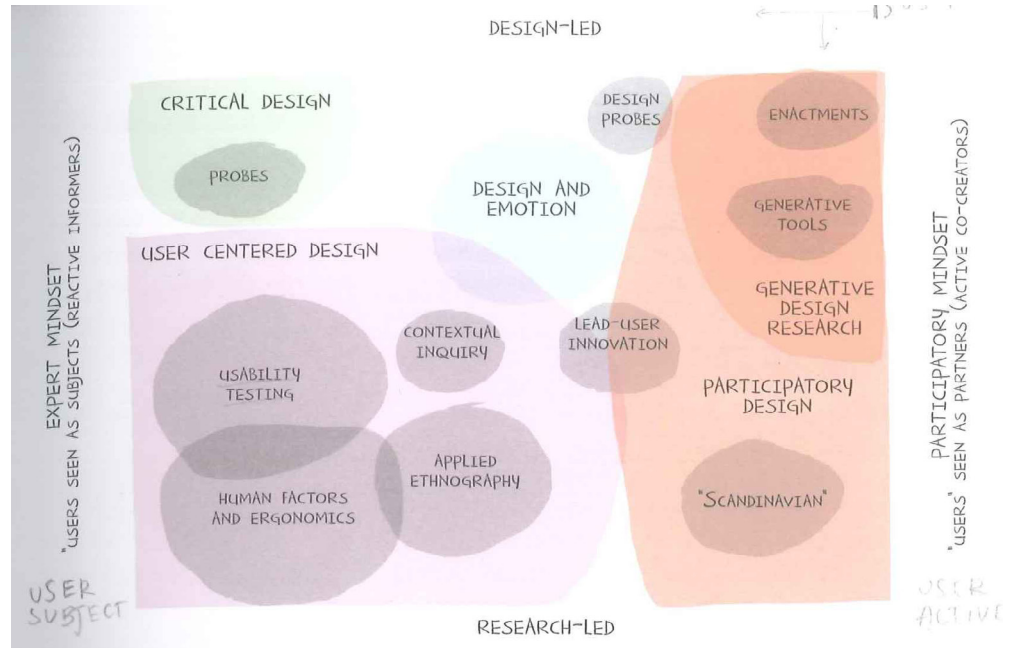 DESIGN-LED
CRITICAL DESIGN
PROBES
DESIGN
PROBES
ENACTMENTS
DESIGN AND
EMOTION
GENERATIVE
TOOLS
USER CENTERED DESIGN
GENERATIVE
DESIGN
RESEARCH
CONTEXTUAL
INQUIRY
LEAD-USER
INNOVATION
USABILITY
TESTING
PARTICIPATORY
DESIGN
APPLIED
ETHNOGRAPHY
HUMAN FACTORS
AND ERGONOMICS
"SCANDINAVIAN"
EXPERT MINDSET
"USERS SEEN AS SUBJECTS (REACTIVE INFORMERS)
PARTICIPATORY MINDSET
"USERS" SEEN AS PARTNERS (ACTIVE CO-CREATORS)
USER
SUBJECT
USER
ACTIVE
RESEARCH-LED